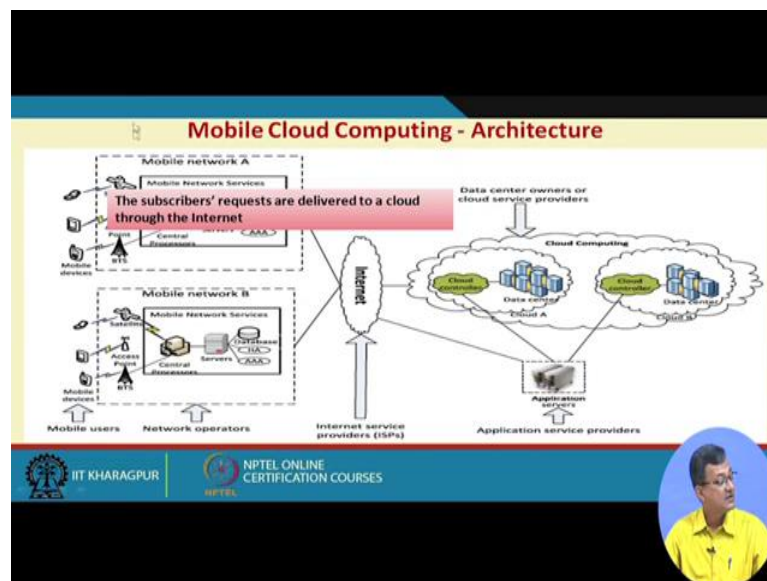 Mobile Cloud Computing - Architecture
Mobile network A
Mobile Network Services
The subscribers' requests are delivered to a cloud
through the Internet
Point
Central
Processors
AAA
BTS
Mobile
devices
Data center owners or
cloud service providers
Cloud Computing
Internet
Cloud
controller
Data center
Cloud A
Cloud
controller
Data center
Cloud B
Mobile network B
Mobile Network Services
Satellite
Access
Point
Central
Processors
Servers
Database
HA
AAA
BTS
Mobile
devices
Application
servers
Mobile users
Network operators
Internet service
providers (ISPs)
Application service providers
IIT KHARAGPUR
NPTEL
NPTEL ONLINE
CERTIFICATION COURSES